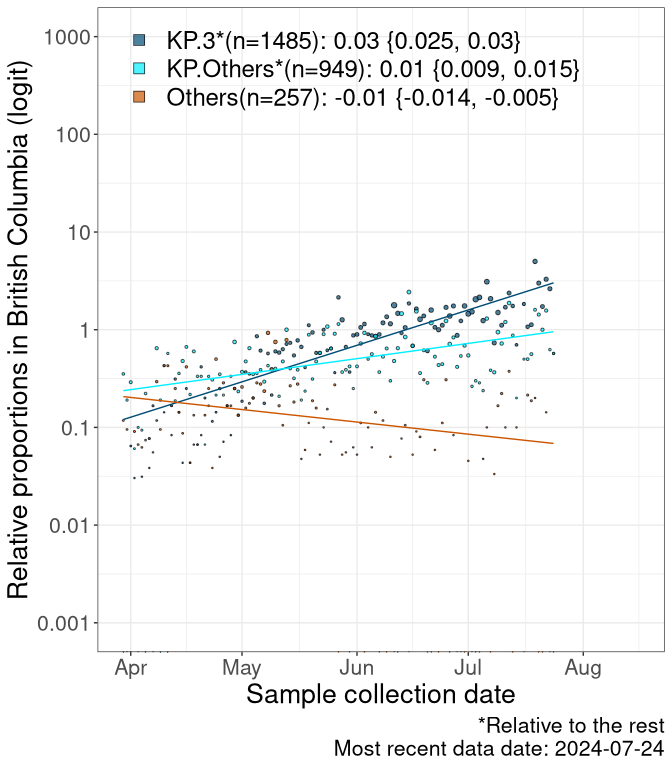 KP.3*(n=1485): 0.03 {0.025, 0.03}
KP.Others*(n=949): 0.01 {0.009, 0.015}
Others(n=257): -0.01 {-0.014, -0.005}
Relative proportions in British Columbia (logit)
1000
100
10
1
0.1
0.01
0.001
Apr May Jun Jul Aug
Sample collection date
*Relative to the rest
Most recent data date: 2024-07-24